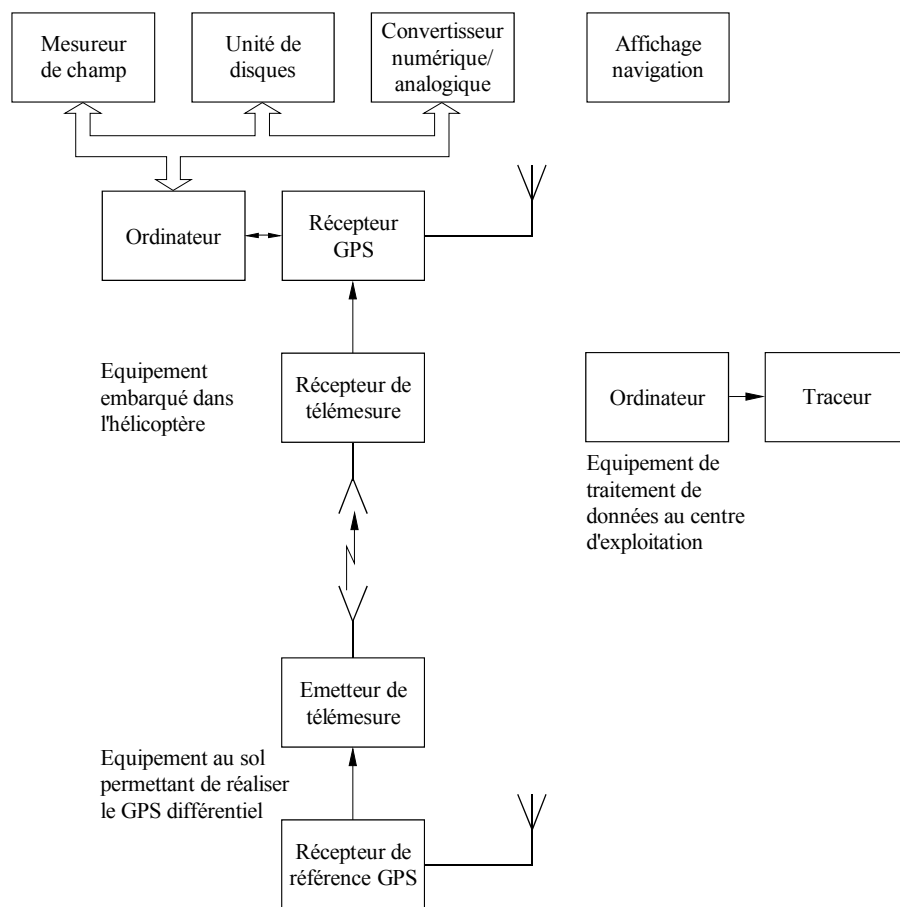 Mesureur
de champ
Unité de
disques
Convertisseur
numérique/
analogique
Affichage
navigation
Ordinateur
Récepteur
GPS
Equipement
embarqué dans
l'hélicoptère
Récepteur de
télémesure
Ordinateur
Traceur
Equipement de
traitement de
données au centre
d'exploitation
Emetteur de
télémesure
Equipement au sol
permettant de réaliser
le GPS différentiel
Récepteur de
référence GPS